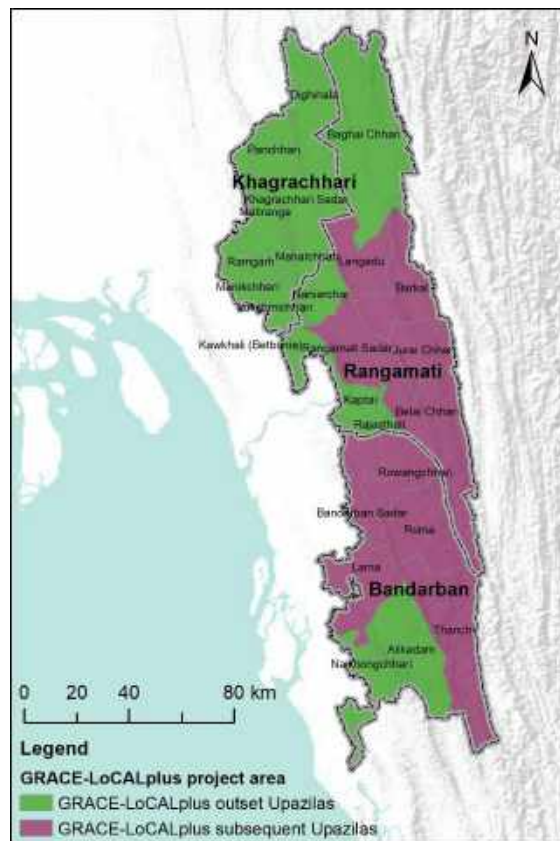 N
Dighinala
Baghai Chhari
Panchhari
Khagrachhari
Khagrachhari Sadar
Matiranga
Mahalchhari
Ramgarh
Langadu
Manikchhari
Barkal
Naniarchar
Lakshmichhari
Kawkhali (Betbunia)
Rangamati Sadar
Jurai Chhari
Rangamati
Kaptai
Belai Chhari
Rajasthali
Rowangchhari
Bandarban Sadar
Ruma
Lama
Bandarban
Thanchi
Alikadam
Naikhongchhari
0 20 40 80 km
Legend
GRACE-LoCALplus project area
GRACE-LoCALplus outset Upazilas
GRACE-LoCALplus subsequent Upazilas